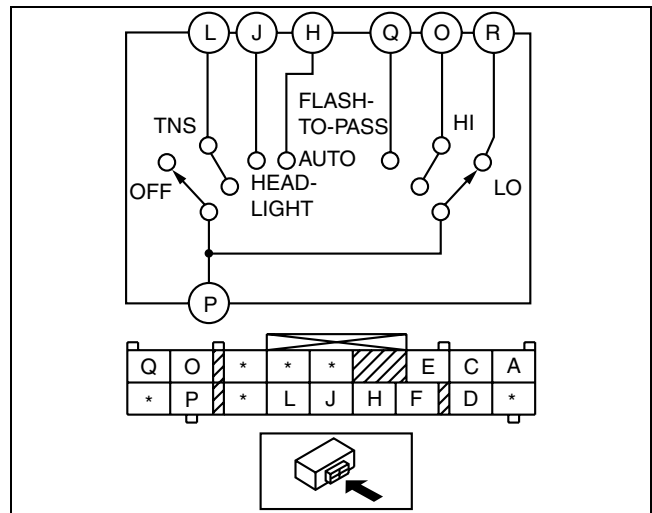 L J H Q O R
FLASH-
TO-PASS
TNS
HI
AUTO
OFF
HEAD-
LIGHT
LO
P
Q O * * * E C A
* P * L J H F D *